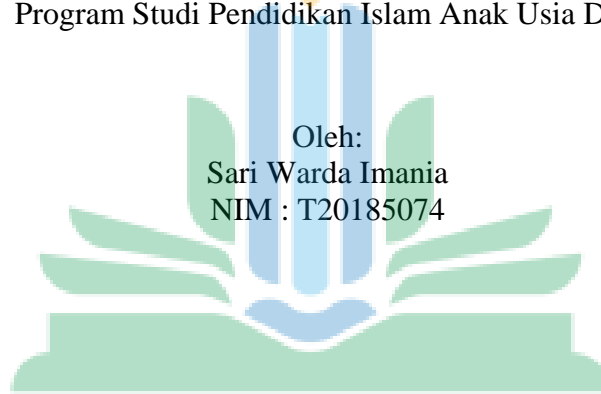 Program Studi Pendidikan Islam Anak Usia D
Oleh:
Sari Warda Imania
NIM : T20185074